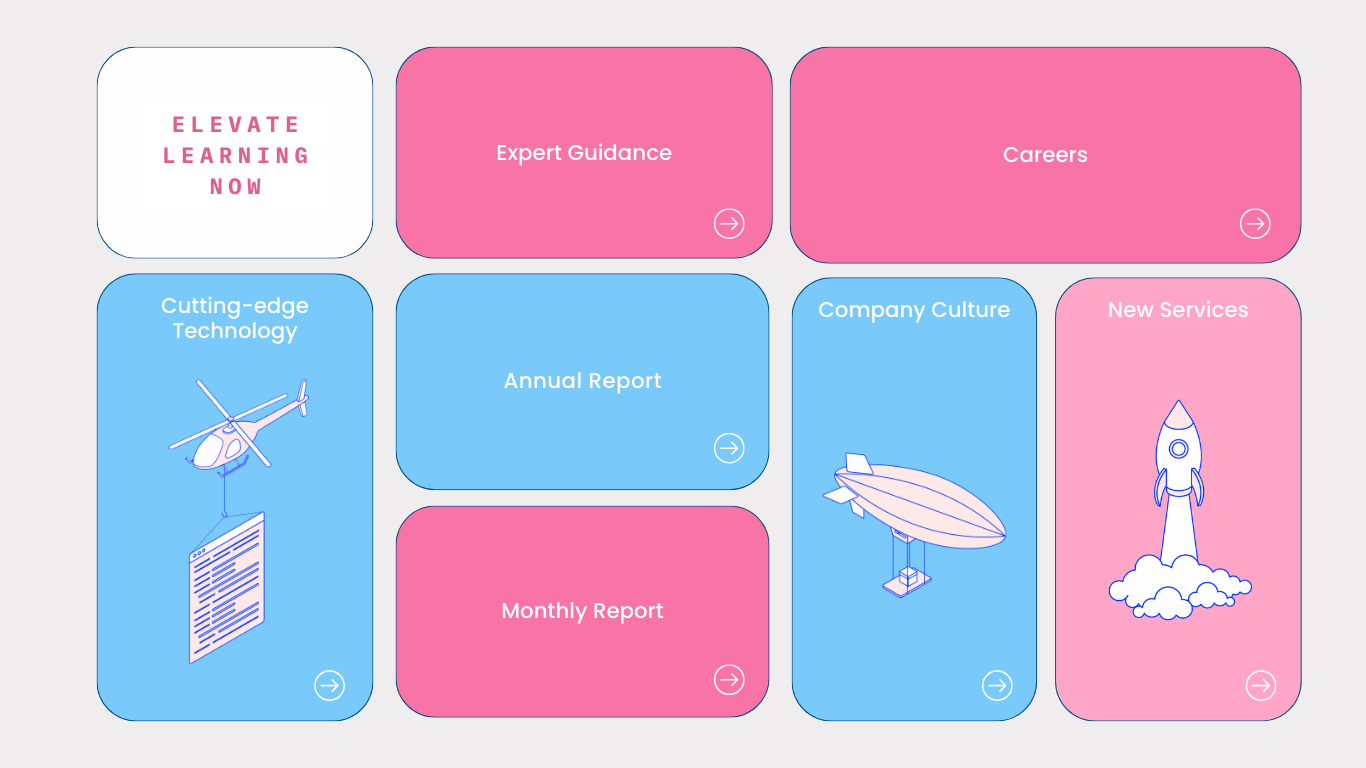 ELEVATE
LEARNING
NOW
Expert Guidance
Careers
Cutting-edge
Technology
Annual Report
Monthly Report
Company Culture
New Services